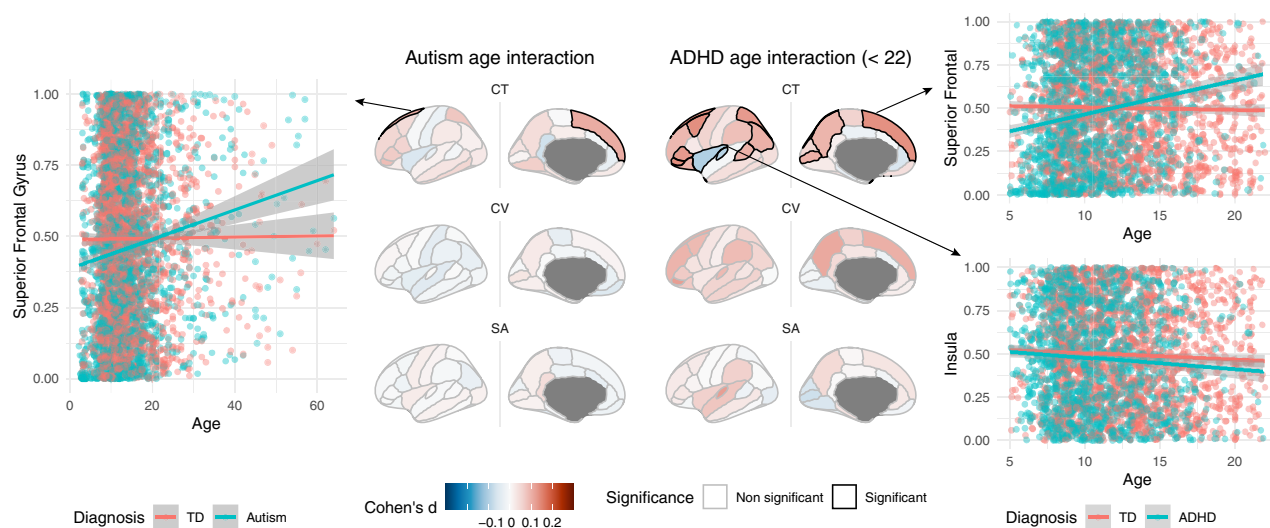 Autism age interaction
ADHD age interaction (< 22)
CT
CT
CV
CV
SA
SA
Superior Frontal Gyrus
1.00
0.75
0.50
0.25
0.00
0
20
40
60
Age
Diagnosis
TD
Autism
Cohen's d
-0.1 0 0.1 0.2
Significance
Non significant
Significant
Superior Frontal
1.00
0.75
0.50
0.25
0.00
5
10
15
20
Age
Insula
1.00
0.75
0.50
0.25
0.00
5
10
15
20
Age
Diagnosis
TD
ADHD